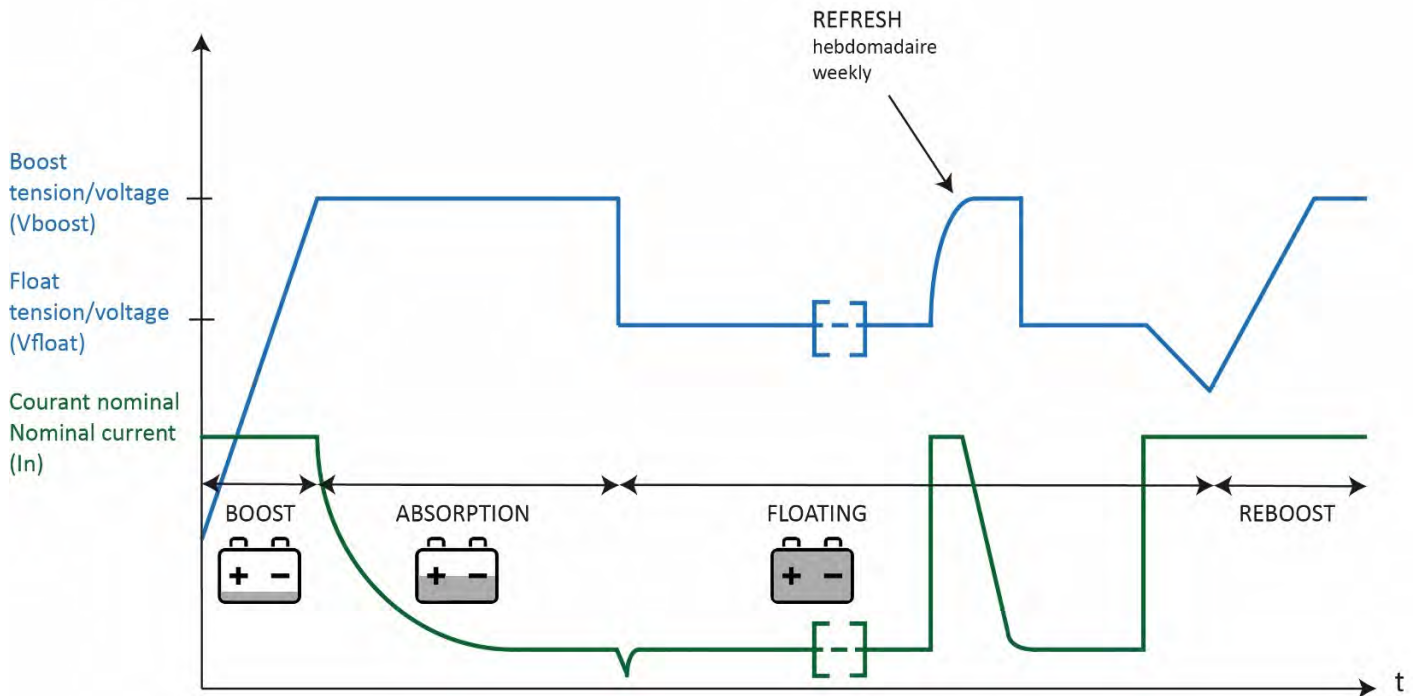 REFRESH
hebdomadaire
weekly
Boost
tension/voltage
(Vboost)
Float
tension/voltage
(Vfloat)
Courant nominal
Nominal current
(In)
BOOST
ABSORPTION
FLOATING
REBOOST
+ -
+ -
+ -
t